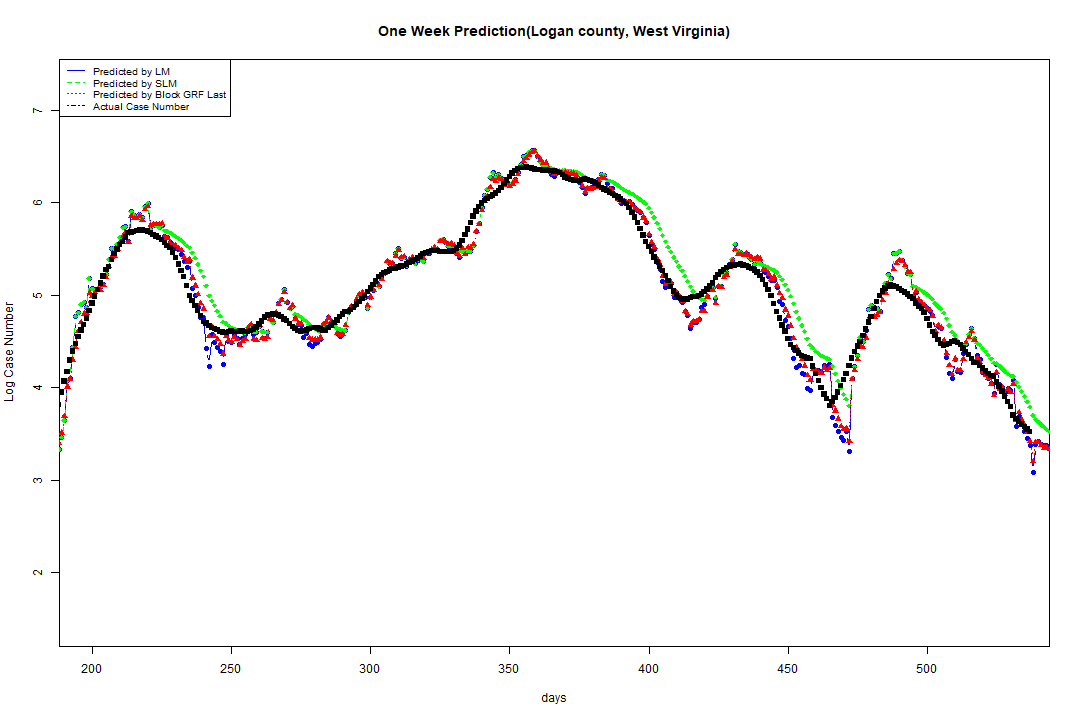 One Week Prediction(Logan county, West Virginia)
Predicted by LM
Predicted by SLM
Predicted by Block GRF Last
Actual Case Number
7
6
5
4
3
2
Log Case Number
200 250 300 350 400 450 500
days